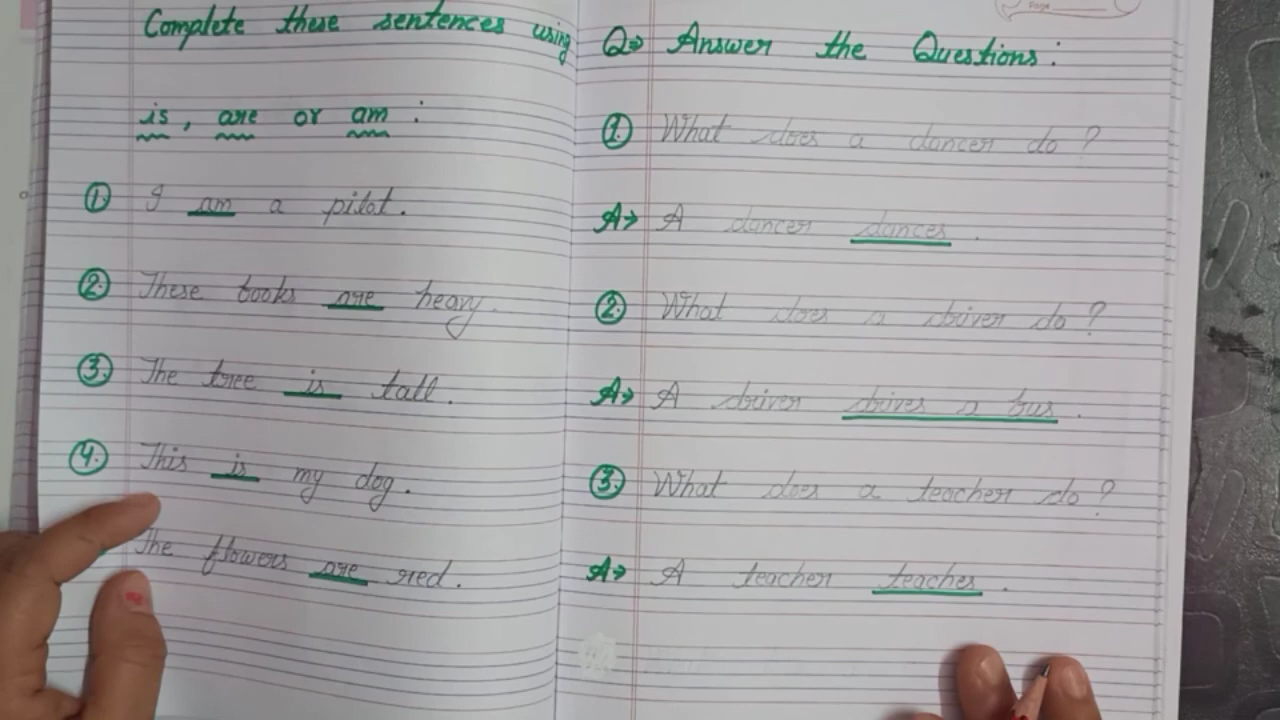 Complete these sentences using
is, are or am :
1. I am a pilot.
2. These books are heavy.
3. The tree is tall.
4. This is my dog.
The flowers are red.
Page
Q⇒ Answer the Questions :
1. What does a dancer do ?
A⇒ A dancer dances .
2. What does a driver do ?
A⇒ A driver drives a bus .
3. What does a teacher do ?
A⇒ A teacher teaches .